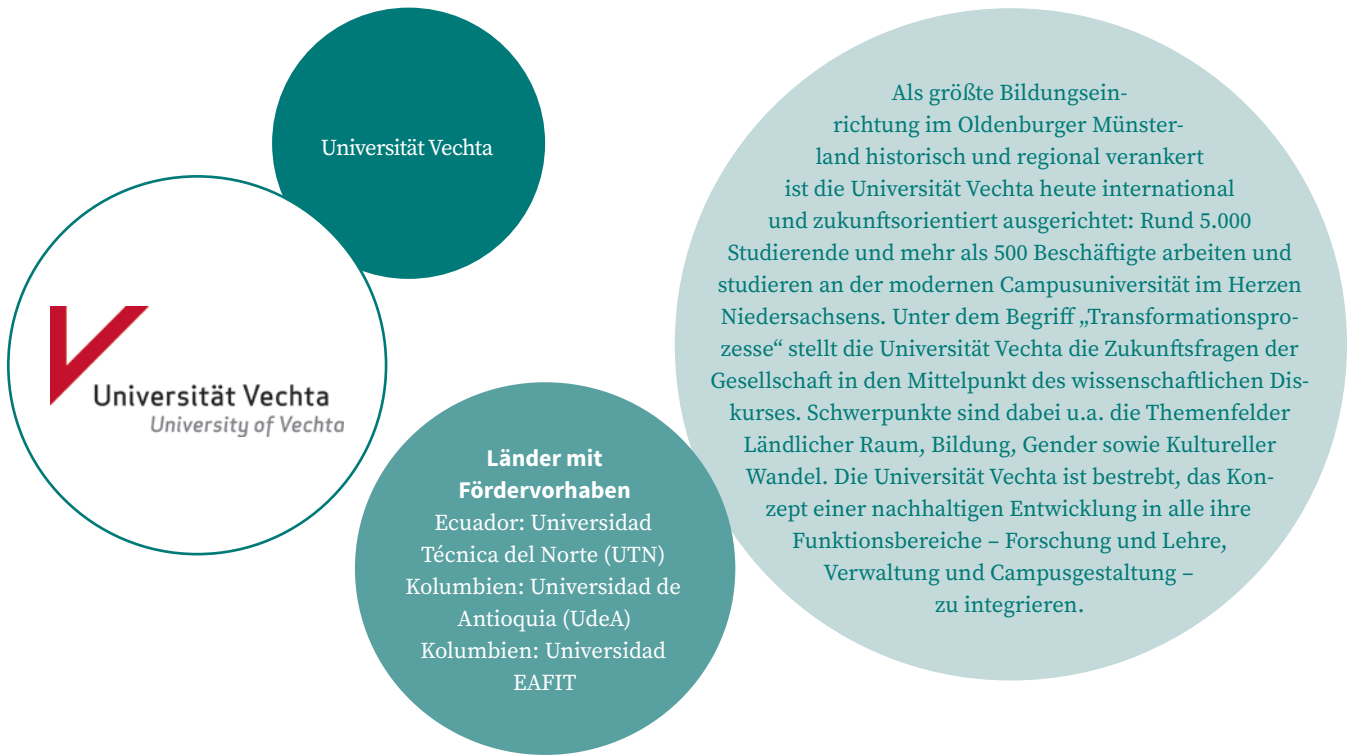 Universität Vechta
Universität Vechta
University of Vechta
Länder mit
Fördervorhaben
Ecuador: Universidad
Técnica del Norte (UTN)
Kolumbien: Universidad de
Antioquia (UdeA)
Kolumbien: Universidad
EAFIT
Als größte Bildungsein-
richtung im Oldenburger Münster-
land historisch und regional verankert
ist die Universität Vechta heute international
und zukunftsorientiert ausgerichtet: Rund 5.000
Studierende und mehr als 500 Beschäftigte arbeiten und
studieren an der modernen Campusuniversität im Herzen
Niedersachsens. Unter dem Begriff „Transformationspro-
zesse“ stellt die Universität Vechta die Zukunftsfragen der
Gesellschaft in den Mittelpunkt des wissenschaftlichen Dis-
kurses. Schwerpunkte sind dabei u.a. die Themenfelder
Ländlicher Raum, Bildung, Gender sowie Kultureller
Wandel. Die Universität Vechta ist bestrebt, das Kon-
zept einer nachhaltigen Entwicklung in alle ihre
Funktionsbereiche – Forschung und Lehre,
Verwaltung und Campusgestaltung –
zu integrieren.